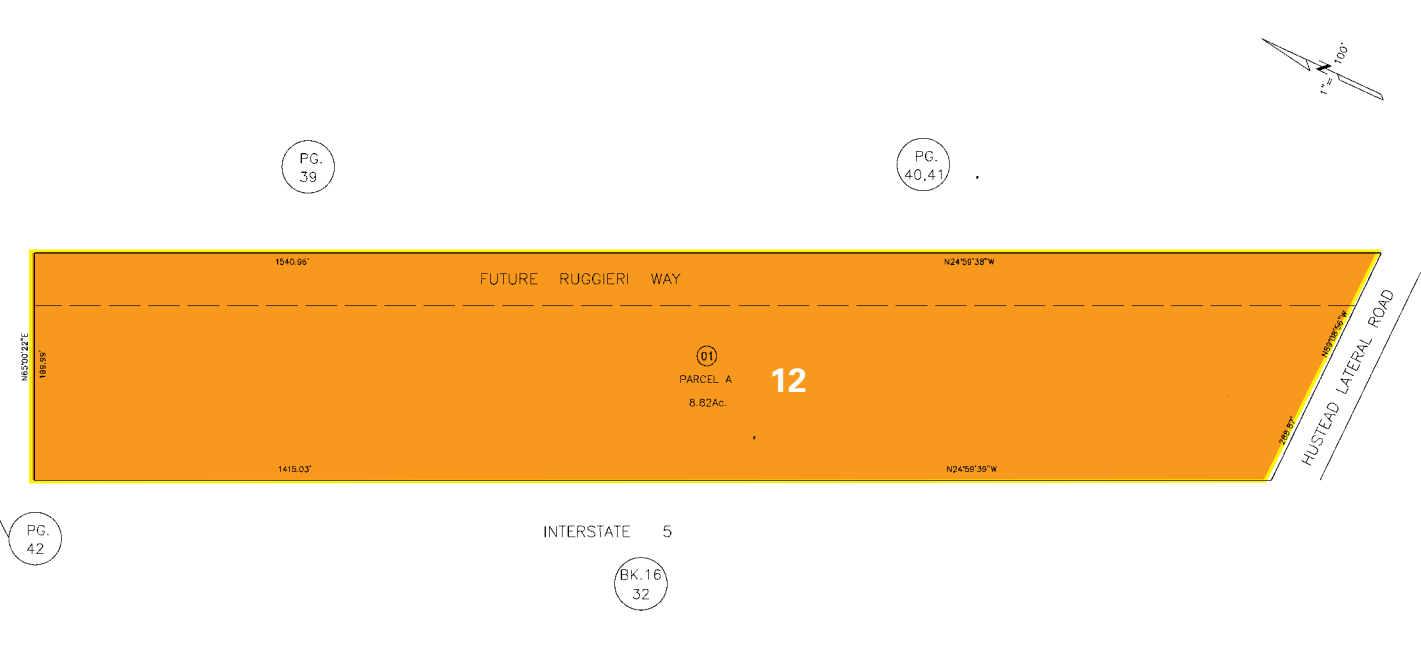 1"= 100'
PG.
39
PG.
40,41
1540.96'
N24°59'38"W
FUTURE RUGGIERI WAY
N65°00'22"E
199.99'
01
PARCEL A
8.82Ac.
12
HUSTEAD LATERAL ROAD
1415.03'
N24°59'39"W
INTERSTATE 5
PG.
42
BK.16
32